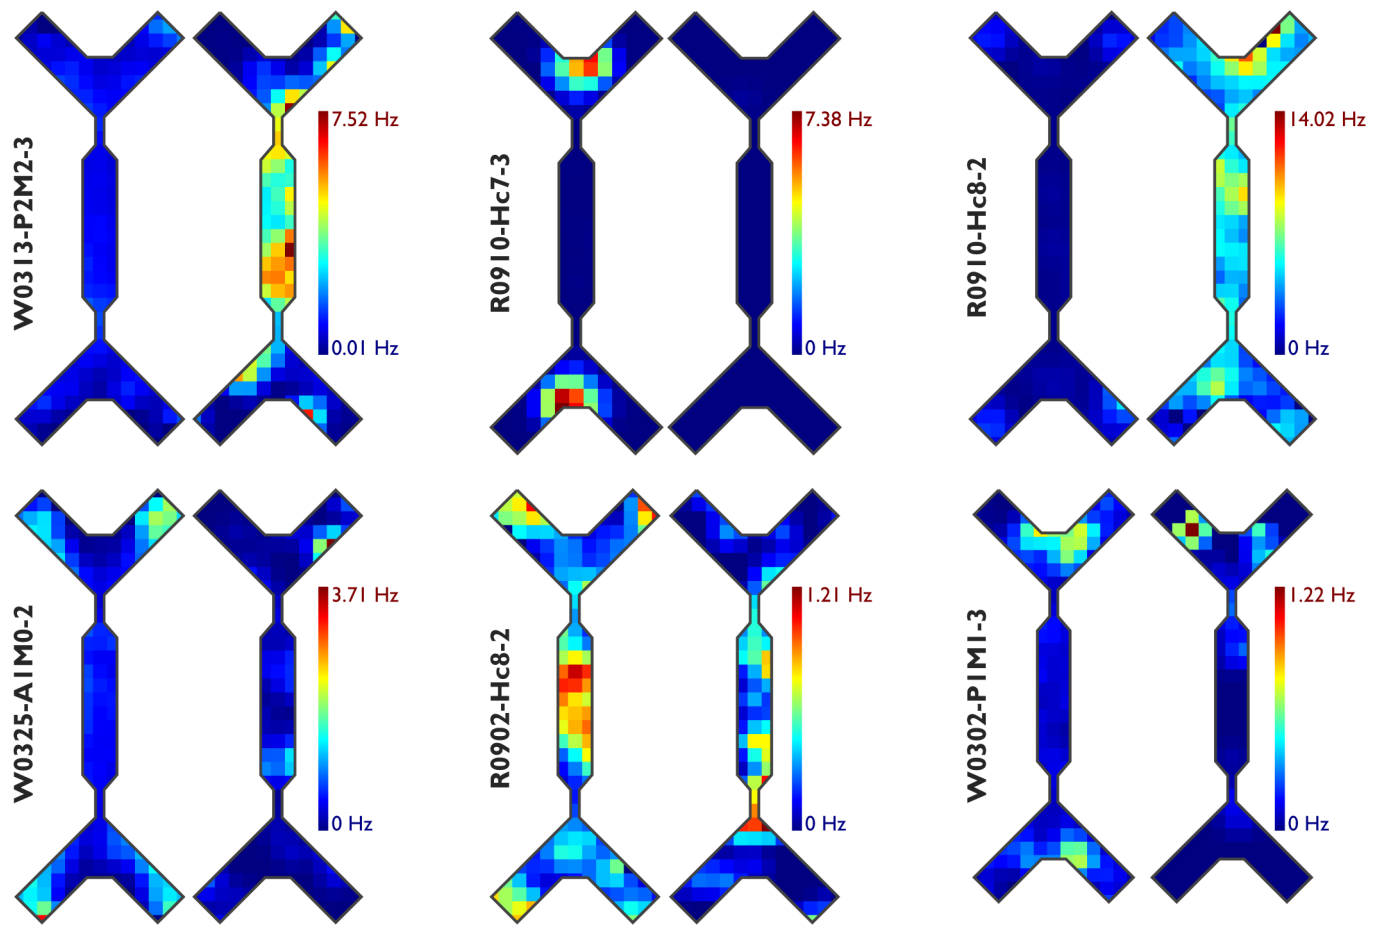 W0313-P2M2-3
7.52 Hz
0.01 Hz
R0910-Hc7-3
7.38 Hz
0 Hz
R0910-Hc8-2
14.02 Hz
0 Hz
W0325-A1M0-2
3.71 Hz
0 Hz
R0902-Hc8-2
1.21 Hz
0 Hz
W0302-P1M1-3
1.22 Hz
0 Hz